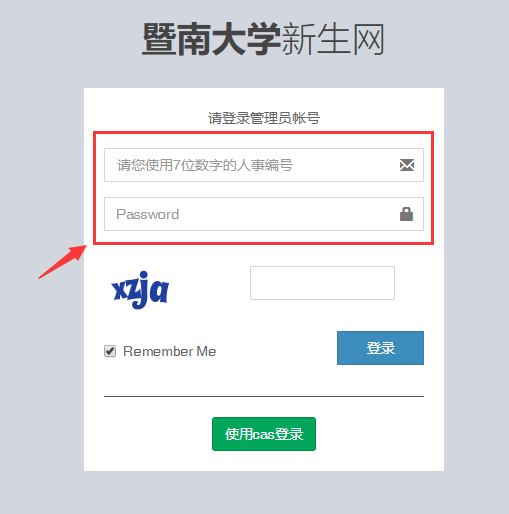 暨南大学新生网
请登录管理员帐号
请您使用7位数字的人事编号
Password
xzja
Remember Me
登录
使用cas登录